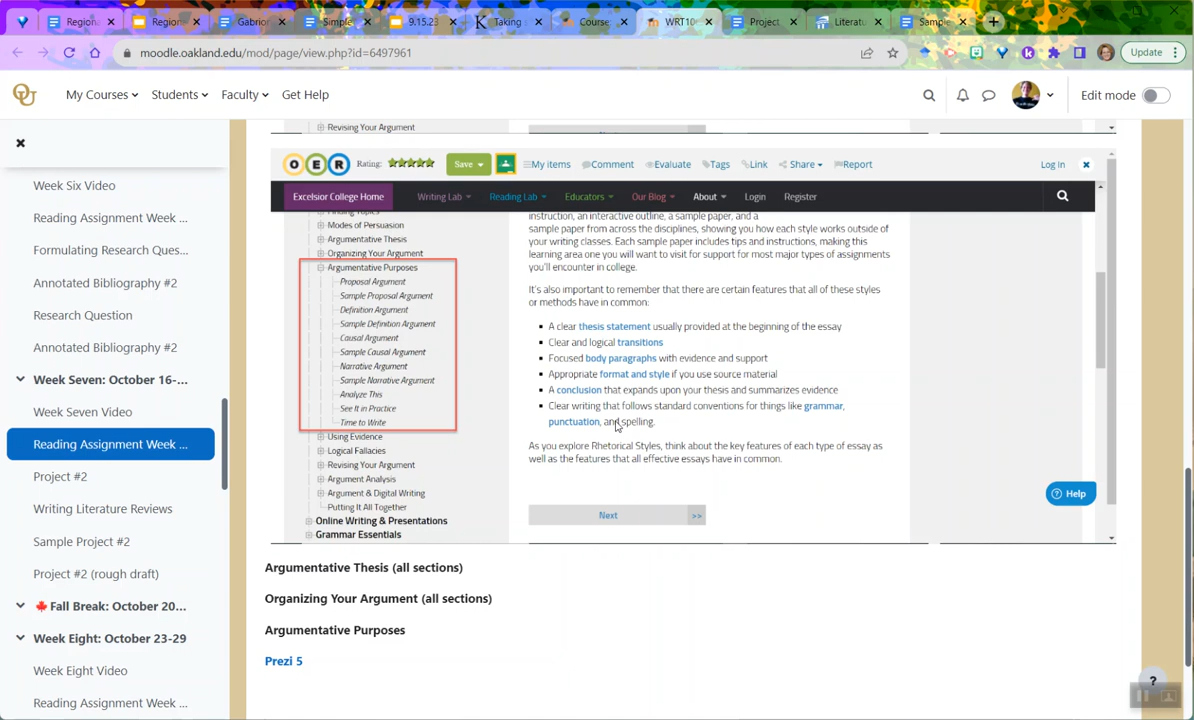 Region
Region
Gabrion
Simple
9.15.23
Taking
Course
WRT10
Project
Literatu
Sample
moodle.oakland.edu/mod/page/view.php?id=6497961
Update
My Courses
Students
Faculty
Get Help
Edit mode
Week Six Video
Reading Assignment Week ...
Formulating Research Ques...
Annotated Bibliography #2
Research Question
Annotated Bibliography #2
Week Seven: October 16-...
Week Seven Video
Reading Assignment Week ...
Project #2
Writing Literature Reviews
Sample Project #2
Project #2 (rough draft)
Fall Break: October 20...
Week Eight: October 23-29
Week Eight Video
Reading Assignment Week ...
Revising Your Argument
OER
Rating:
Save
My items
Comment
Evaluate
Tags
Link
Share
Report
Log in
Excelsior College Home
Writing Lab
Reading Lab
Educators
Our Blog
About
Login
Register
Finding Topics
Modes of Persuasion
Argumentative Thesis
Organizing Your Argument
Argumentative Purposes
Proposal Argument
Sample Proposal Argument
Definition Argument
Sample Definition Argument
Causal Argument
Sample Causal Argument
Narrative Argument
Sample Narrative Argument
Analyze This
See It in Practice
Time to Write
Using Evidence
Logical Fallacies
Revising Your Argument
Argument Analysis
Argument & Digital Writing
Putting It All Together
Online Writing & Presentations
Grammar Essentials
instruction, an interactive outline, a sample paper, and a
sample paper from across the disciplines, showing you how each style works outside of
your writing classes. Each sample paper includes tips and instructions, making this
learning area one you will want to visit for support for most major types of assignments
you'll encounter in college.
It's also important to remember that there are certain features that all of these styles
or methods have in common:
A clear thesis statement usually provided at the beginning of the essay
Clear and logical transitions
Focused body paragraphs with evidence and support
Appropriate format and style if you use source material
A conclusion that expands upon your thesis and summarizes evidence
Clear writing that follows standard conventions for things like grammar,
punctuation, and spelling.
As you explore Rhetorical Styles, think about the key features of each type of essay as
well as the features that all effective essays have in common.
Next >>
Help
Argumentative Thesis (all sections)
Organizing Your Argument (all sections)
Argumentative Purposes
Prezi 5